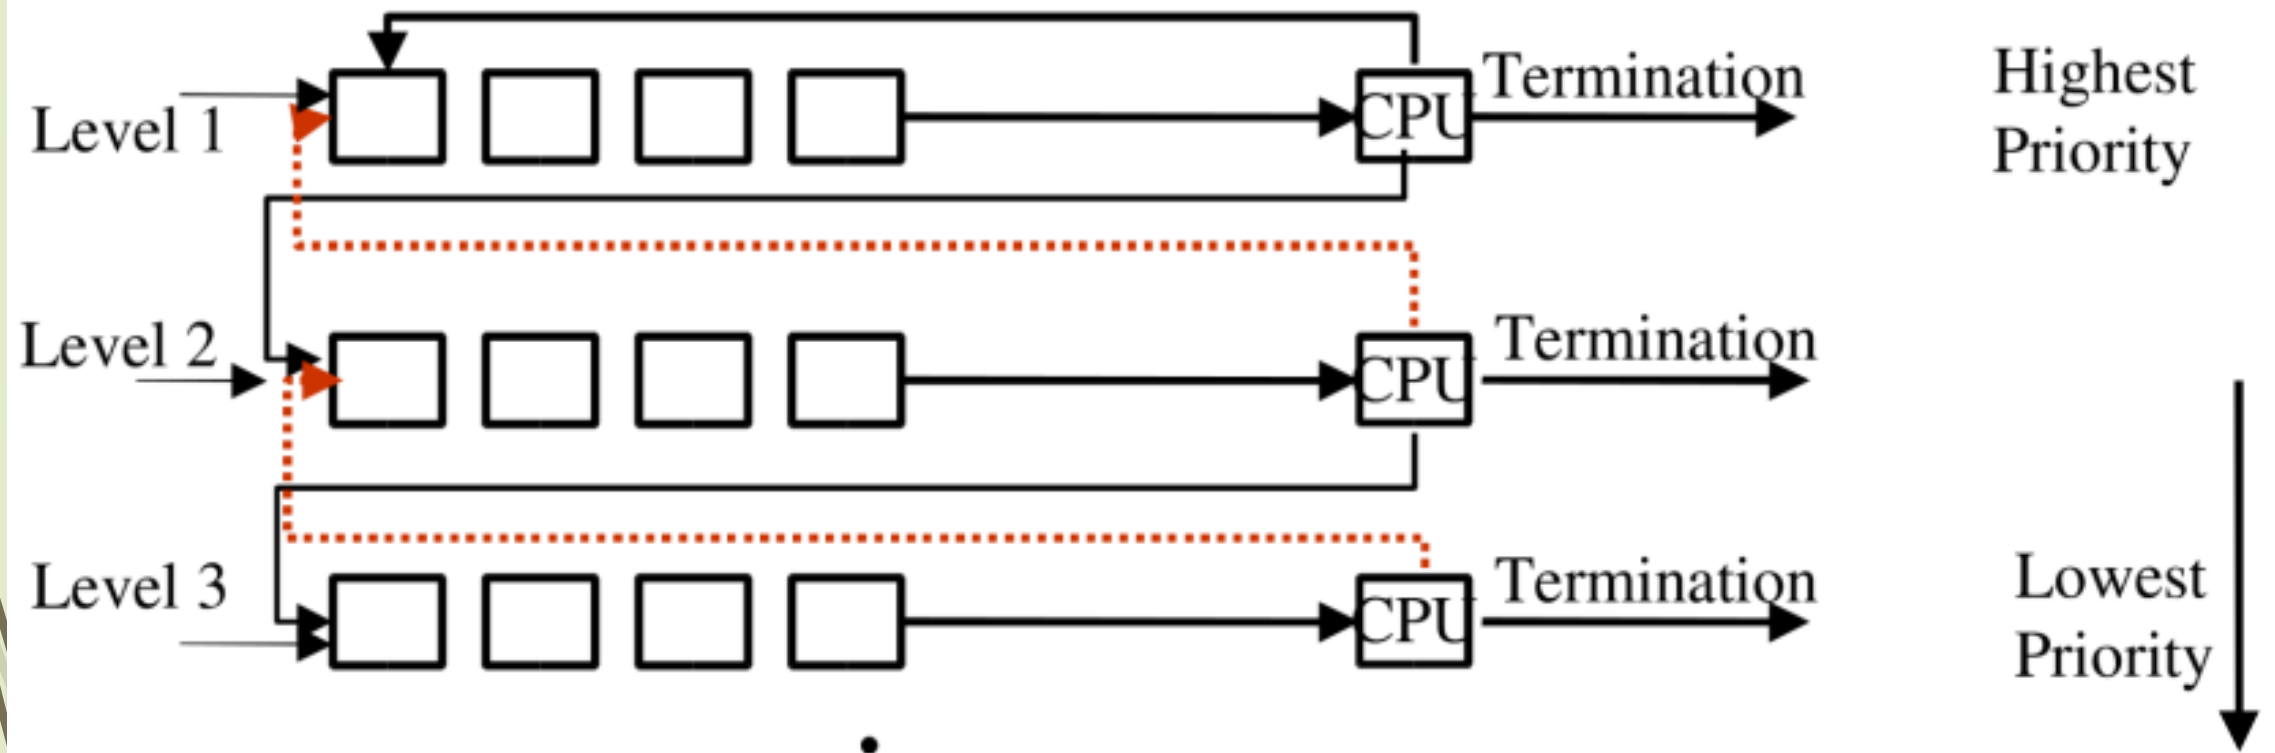 Level 1
CPU
Termination
Highest
Priority
Level 2
CPU
Termination
Level 3
CPU
Termination
Lowest
Priority